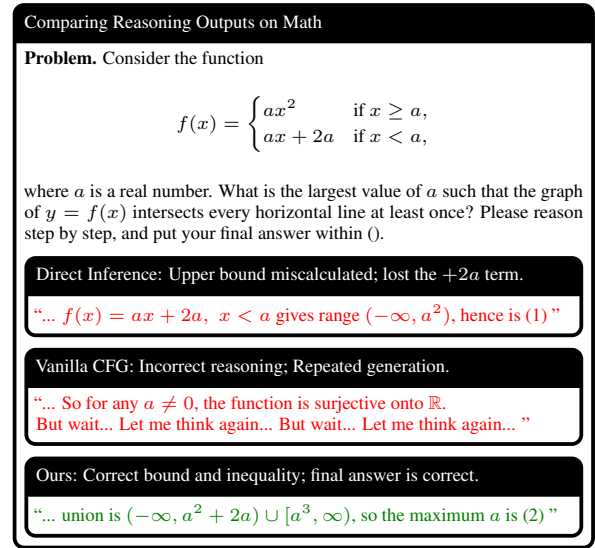 Comparing Reasoning Outputs on Math
Problem. Consider the function
f(x) = { ax² if x ≥ a,
ax + 2a if x < a,
where a is a real number. What is the largest value of a such that the graph
of y = f(x) intersects every horizontal line at least once? Please reason
step by step, and put your final answer within ().
Direct Inference: Upper bound miscalculated; lost the +2a term.
“... f(x) = ax + 2a, x < a gives range (−∞, a²), hence is (1) ”
Vanilla CFG: Incorrect reasoning; Repeated generation.
“... So for any a ≠ 0, the function is surjective onto ℝ.
But wait... Let me think again... But wait... Let me think again... ”
Ours: Correct bound and inequality; final answer is correct.
“... union is (−∞, a² + 2a) ∪ [a³, ∞), so the maximum a is (2) ”